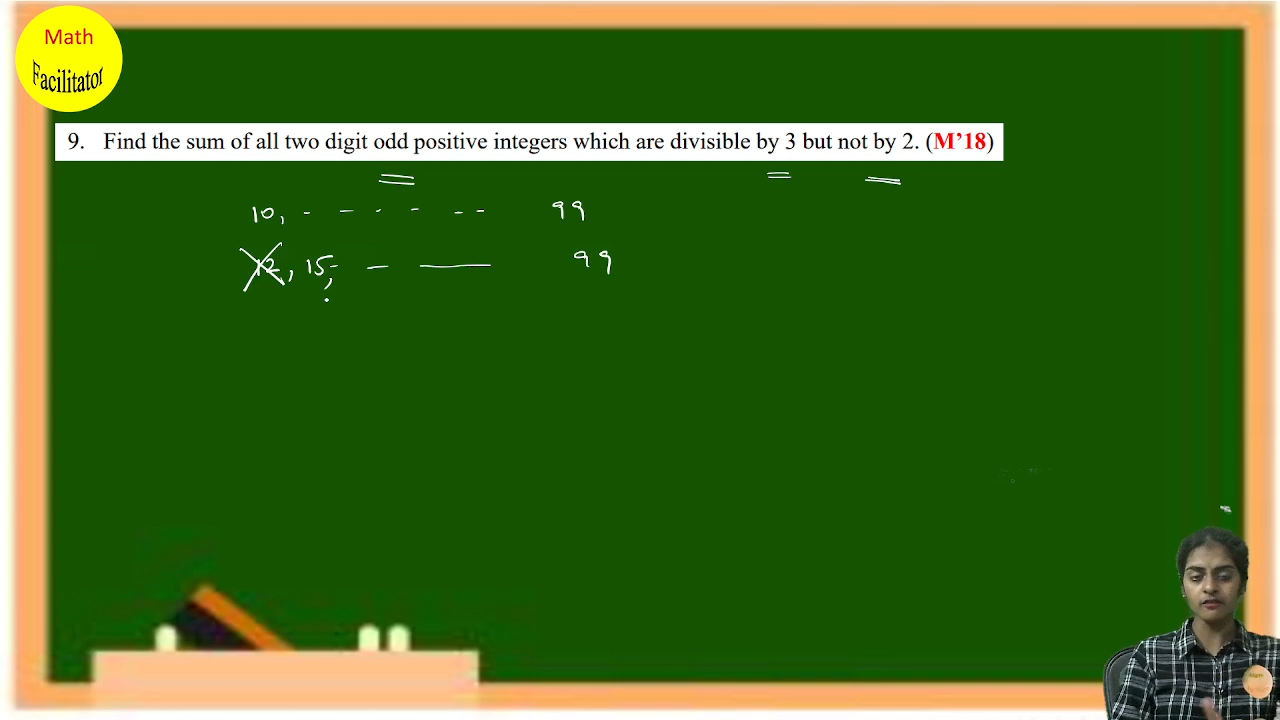 Math
Facilitator
9. Find the sum of all two digit odd positive integers which are divisible by 3 but not by 2. (M’18)
10, - - - - - - 99
12, 15, - — 99